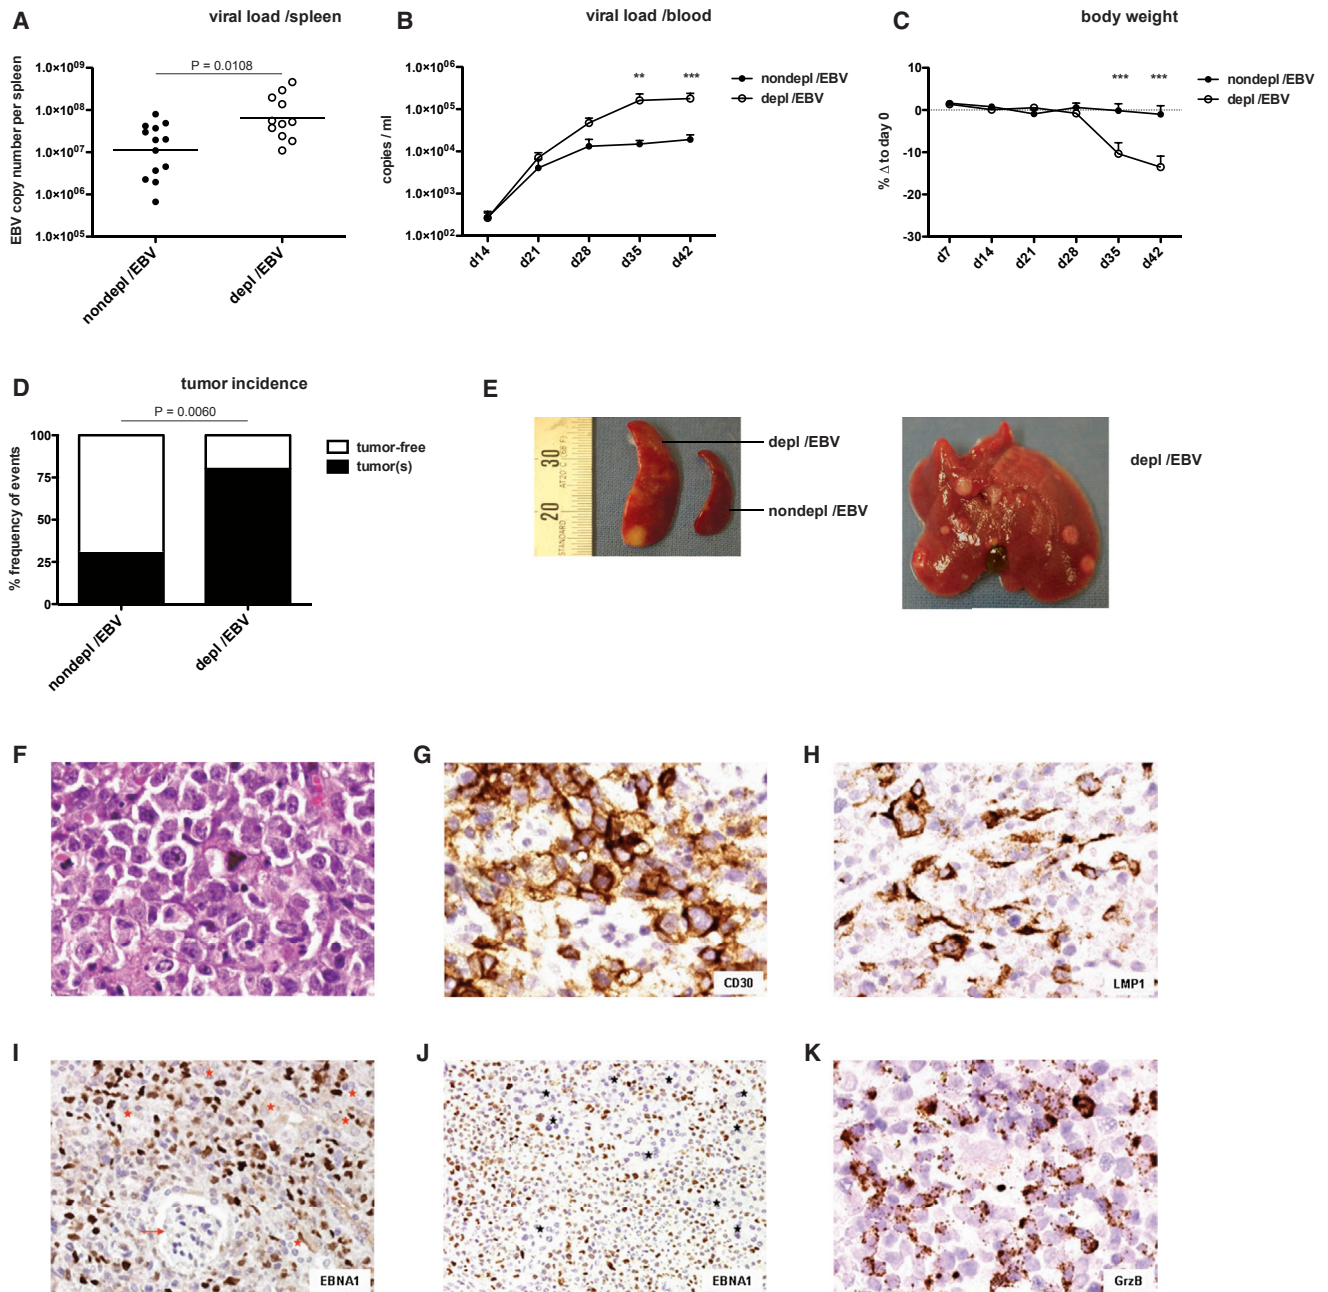 A
viral load /spleen
P = 0.0108
EBV copy number per spleen
1.0×10⁰⁹
1.0×10⁰⁸
1.0×10⁰⁷
1.0×10⁰⁶
1.0×10⁰⁵
nondepl /EBV
depl /EBV
B
viral load /blood
copies / ml
1.0×10⁰⁶
1.0×10⁰⁵
1.0×10⁰⁴
1.0×10⁰³
1.0×10⁰²
** ***
d14 d21 d28 d35 d42
nondepl /EBV
depl /EBV
C
body weight
% Δ to day 0
10
0
-10
-20
-30
*** ***
d7 d14 d21 d28 d35 d42
nondepl /EBV
depl /EBV
D
tumor incidence
P = 0.0060
% frequency of events
100
75
50
25
0
nondepl /EBV
depl /EBV
tumor-free
tumor(s)
E
30
20
AT20°C (68°F)
STANDARD
depl /EBV
nondepl /EBV
depl /EBV
F
G
CD30
H
LMP1
I
EBNA1
J
EBNA1
K
GrzB